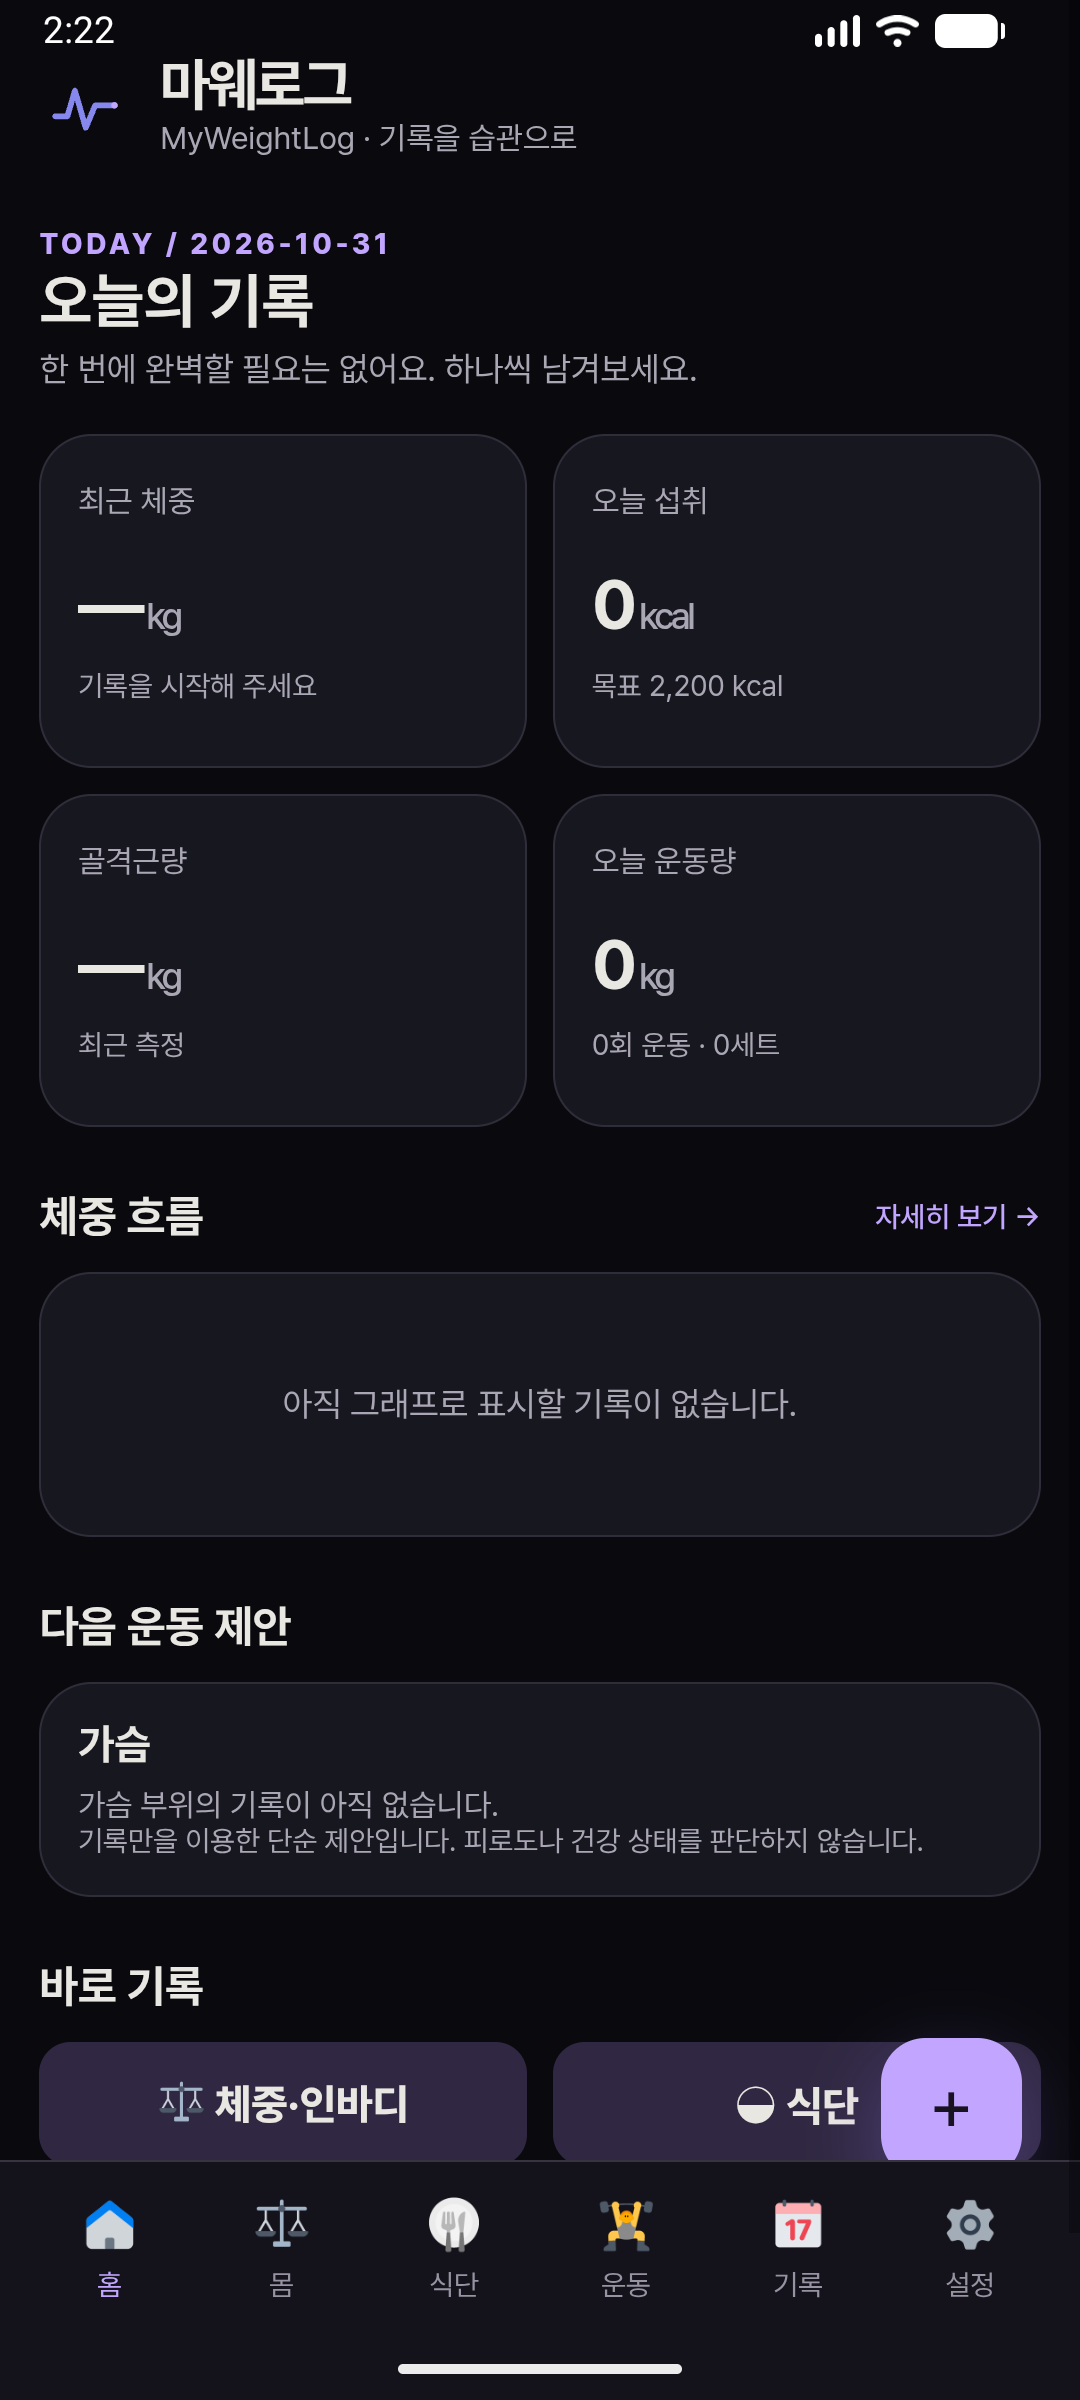 2:22
마웨로그
MyWeightLog · 기록을 습관으로
TODAY / 2026-10-31
오늘의 기록
한 번에 완벽할 필요는 없어요. 하나씩 남겨보세요.
최근 체중
—kg
기록을 시작해 주세요
오늘 섭취
0kcal
목표 2,200 kcal
골격근량
—kg
최근 측정
오늘 운동량
0kg
0회 운동 · 0세트
체중 흐름
자세히 보기 →
아직 그래프로 표시할 기록이 없습니다.
다음 운동 제안
가슴
가슴 부위의 기록이 아직 없습니다.
기록만을 이용한 단순 제안입니다. 피로도나 건강 상태를 판단하지 않습니다.
바로 기록
⚖️ 체중·인바디
◒ 식단
+
홈
몸
식단
운동
17
기록
설정